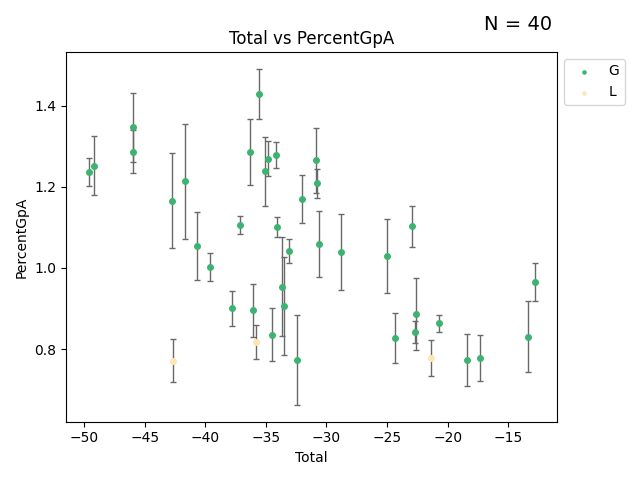 N = 40
Total vs PercentGpA
G
L
PercentGpA
1.4
1.2
1.0
0.8
−50 −45 −40 −35 −30 −25 −20 −15
Total